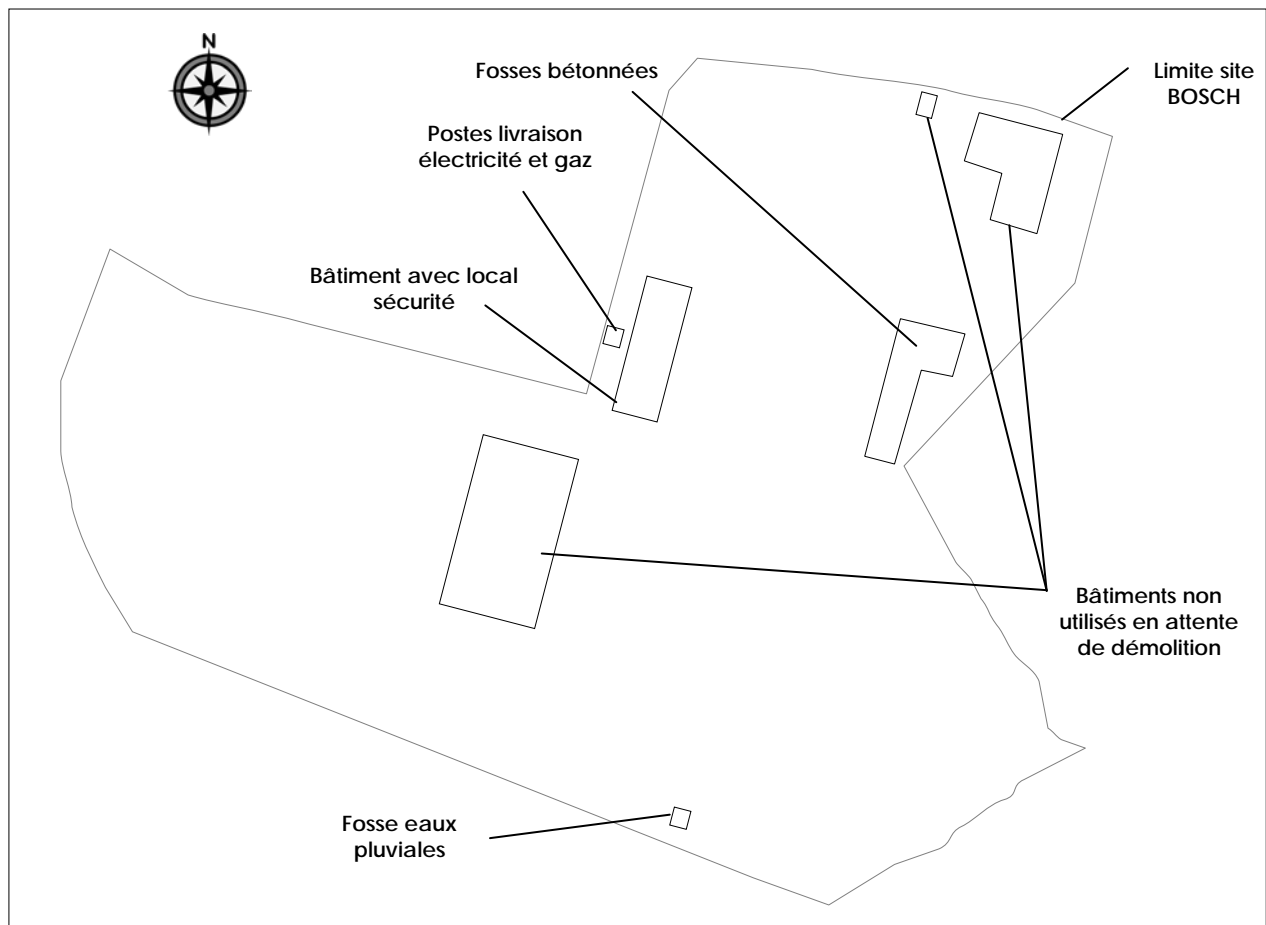 N
Fosses bétonnées
Limite site
BOSCH
Postes livraison
électricité et gaz
Bâtiment avec local
sécurité
Bâtiments non
utilisés en attente
de démolition
Fosse eaux
pluviales